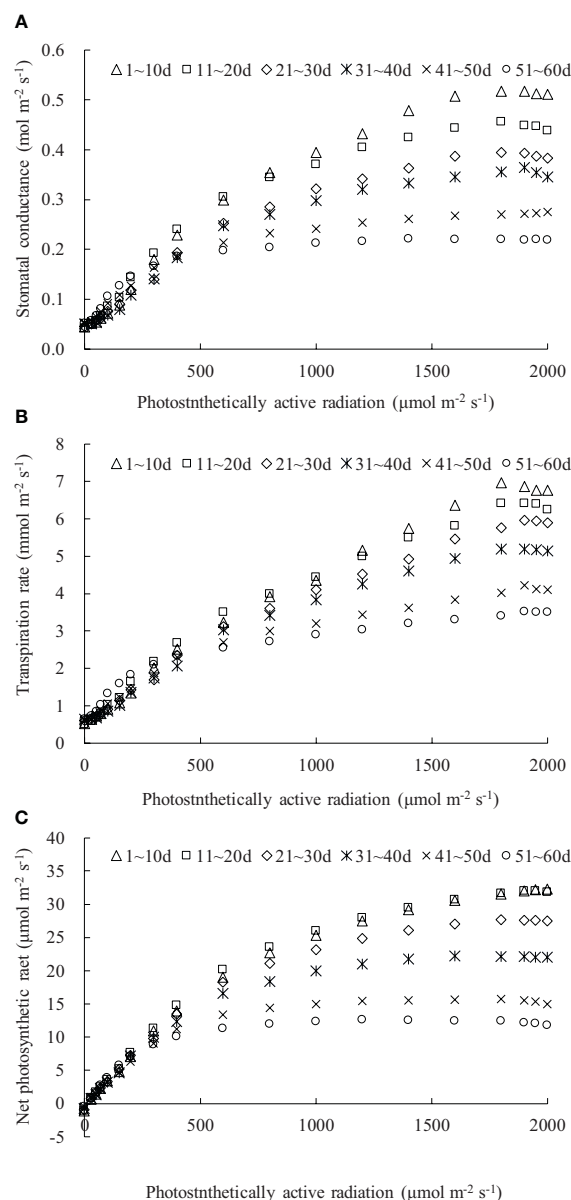 A
△1~10d □11~20d ◇21~30d ⚹31~40d ×41~50d ○51~60d
0.6
0.5
0.4
0.3
0.2
0.1
0.0
Stomatal conductance (mol m⁻² s⁻¹)
0 500 1000 1500 2000
Photostnthetically active radiation (μmol m⁻² s⁻¹)
B
△1~10d □11~20d ◇21~30d ⚹31~40d ×41~50d ○51~60d
8
7
6
5
4
3
2
1
0
Transpiration rate (mmol m⁻² s⁻¹)
0 500 1000 1500 2000
Photostnthetically active radiation (μmol m⁻² s⁻¹)
C
△1~10d □11~20d ◇21~30d ⚹31~40d ×41~50d ○51~60d
40
35
30
25
20
15
10
5
0
-5
Net photosynthetic raet (μmol m⁻² s⁻¹)
0 500 1000 1500 2000
Photostnthetically active radiation (μmol m⁻² s⁻¹)